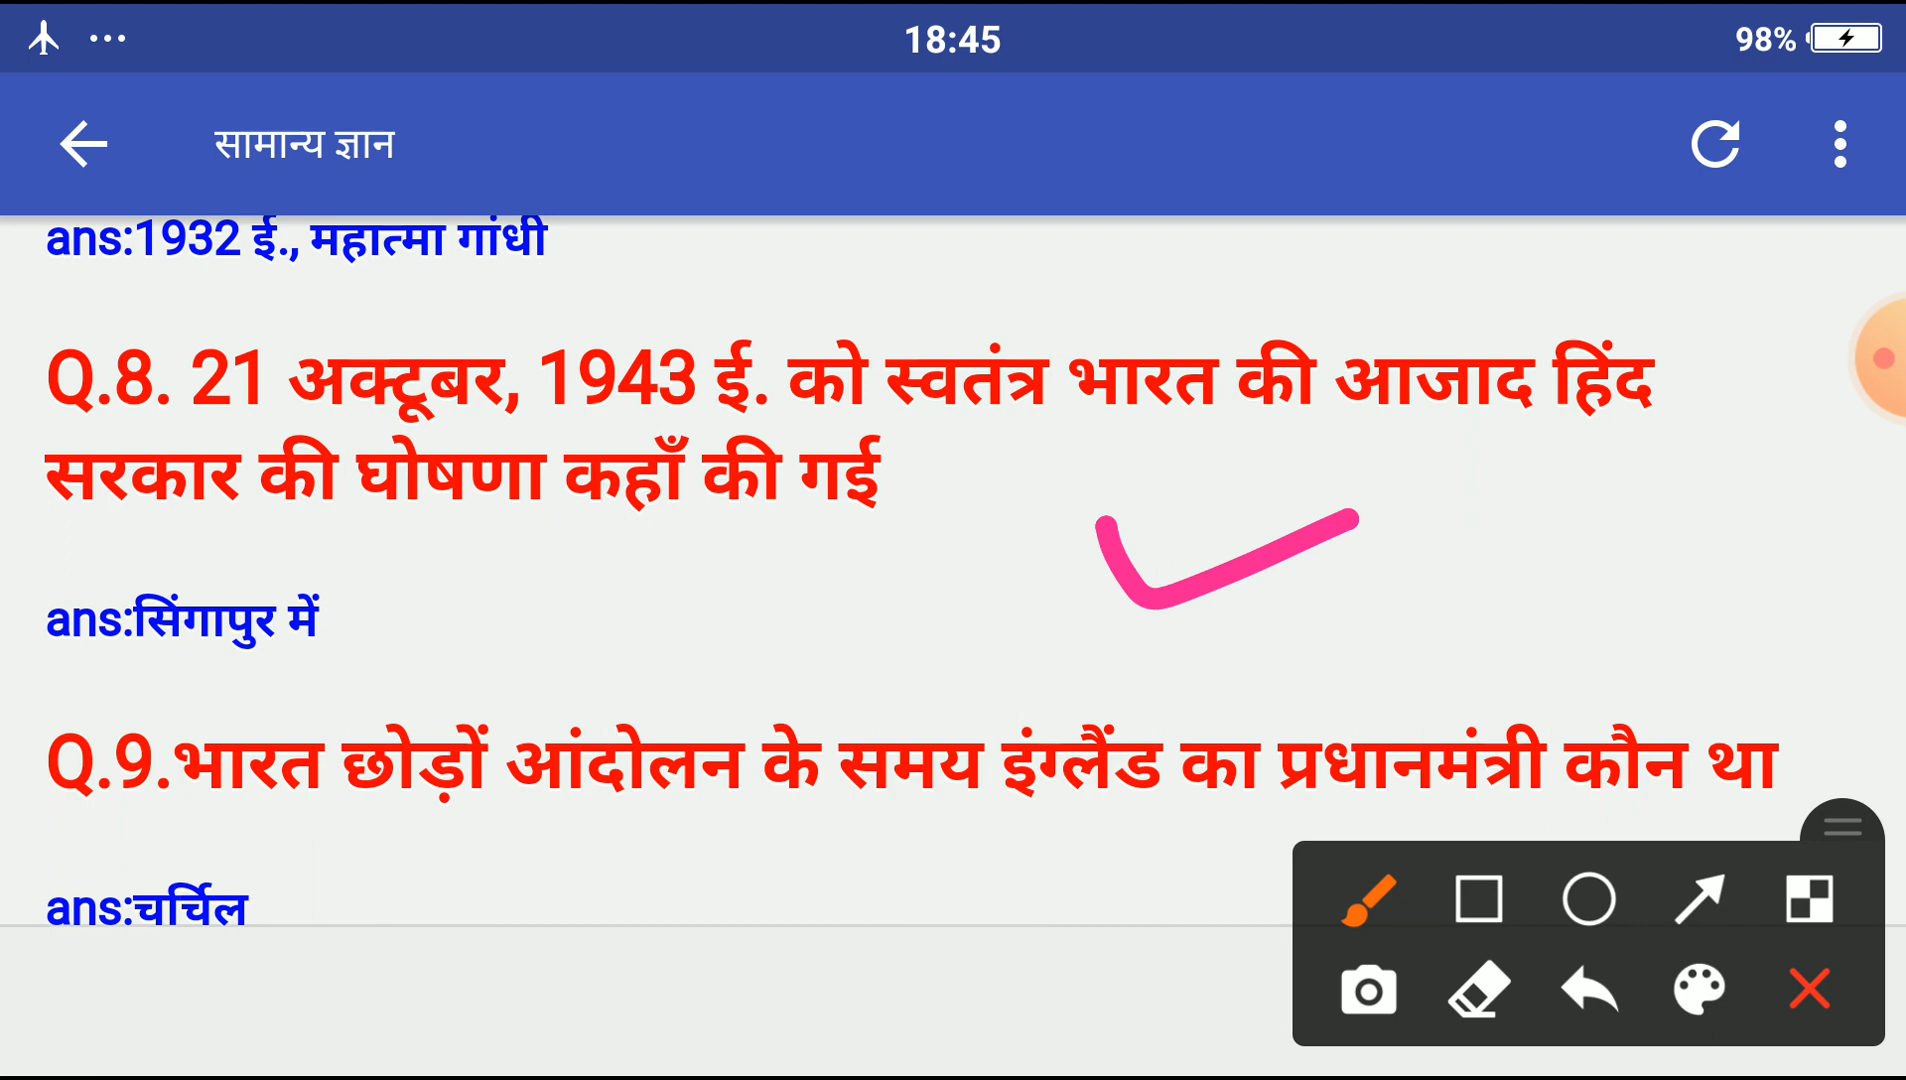 18:45
98%
सामान्य ज्ञान
ans:1932 ई., महात्मा गांधी
Q.8. 21 अक्टूबर, 1943 ई. को स्वतंत्र भारत की आजाद हिंद
सरकार की घोषणा कहाँ की गई
ans:सिंगापुर में
Q.9.भारत छोड़ों आंदोलन के समय इंग्लैंड का प्रधानमंत्री कौन था
ans:चर्चिल